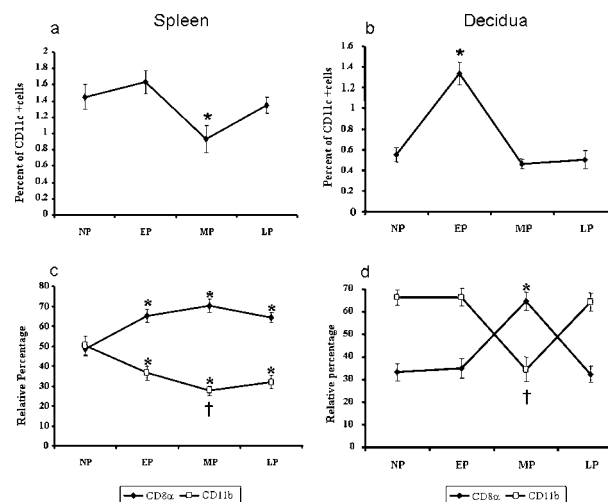 Spleen
Decidua
a
b
Percent of CD11c +cells
2
1.8
1.6
1.4
1.2
1
0.8
0.6
0.4
0.2
0
*
NP EP MP LP
Percent of CD11c +cells
1.6
1.4
1.2
1
0.8
0.6
0.4
0.2
0
*
NP EP MP LP
c
d
Relative Percentage
80
70
60
50
40
30
20
10
0
* * *
* * *
†
NP EP MP LP
Relative percentage
70
60
50
40
30
20
10
0
*
†
NP EP MP LP
CD8α CD11b
CD8α CD11b